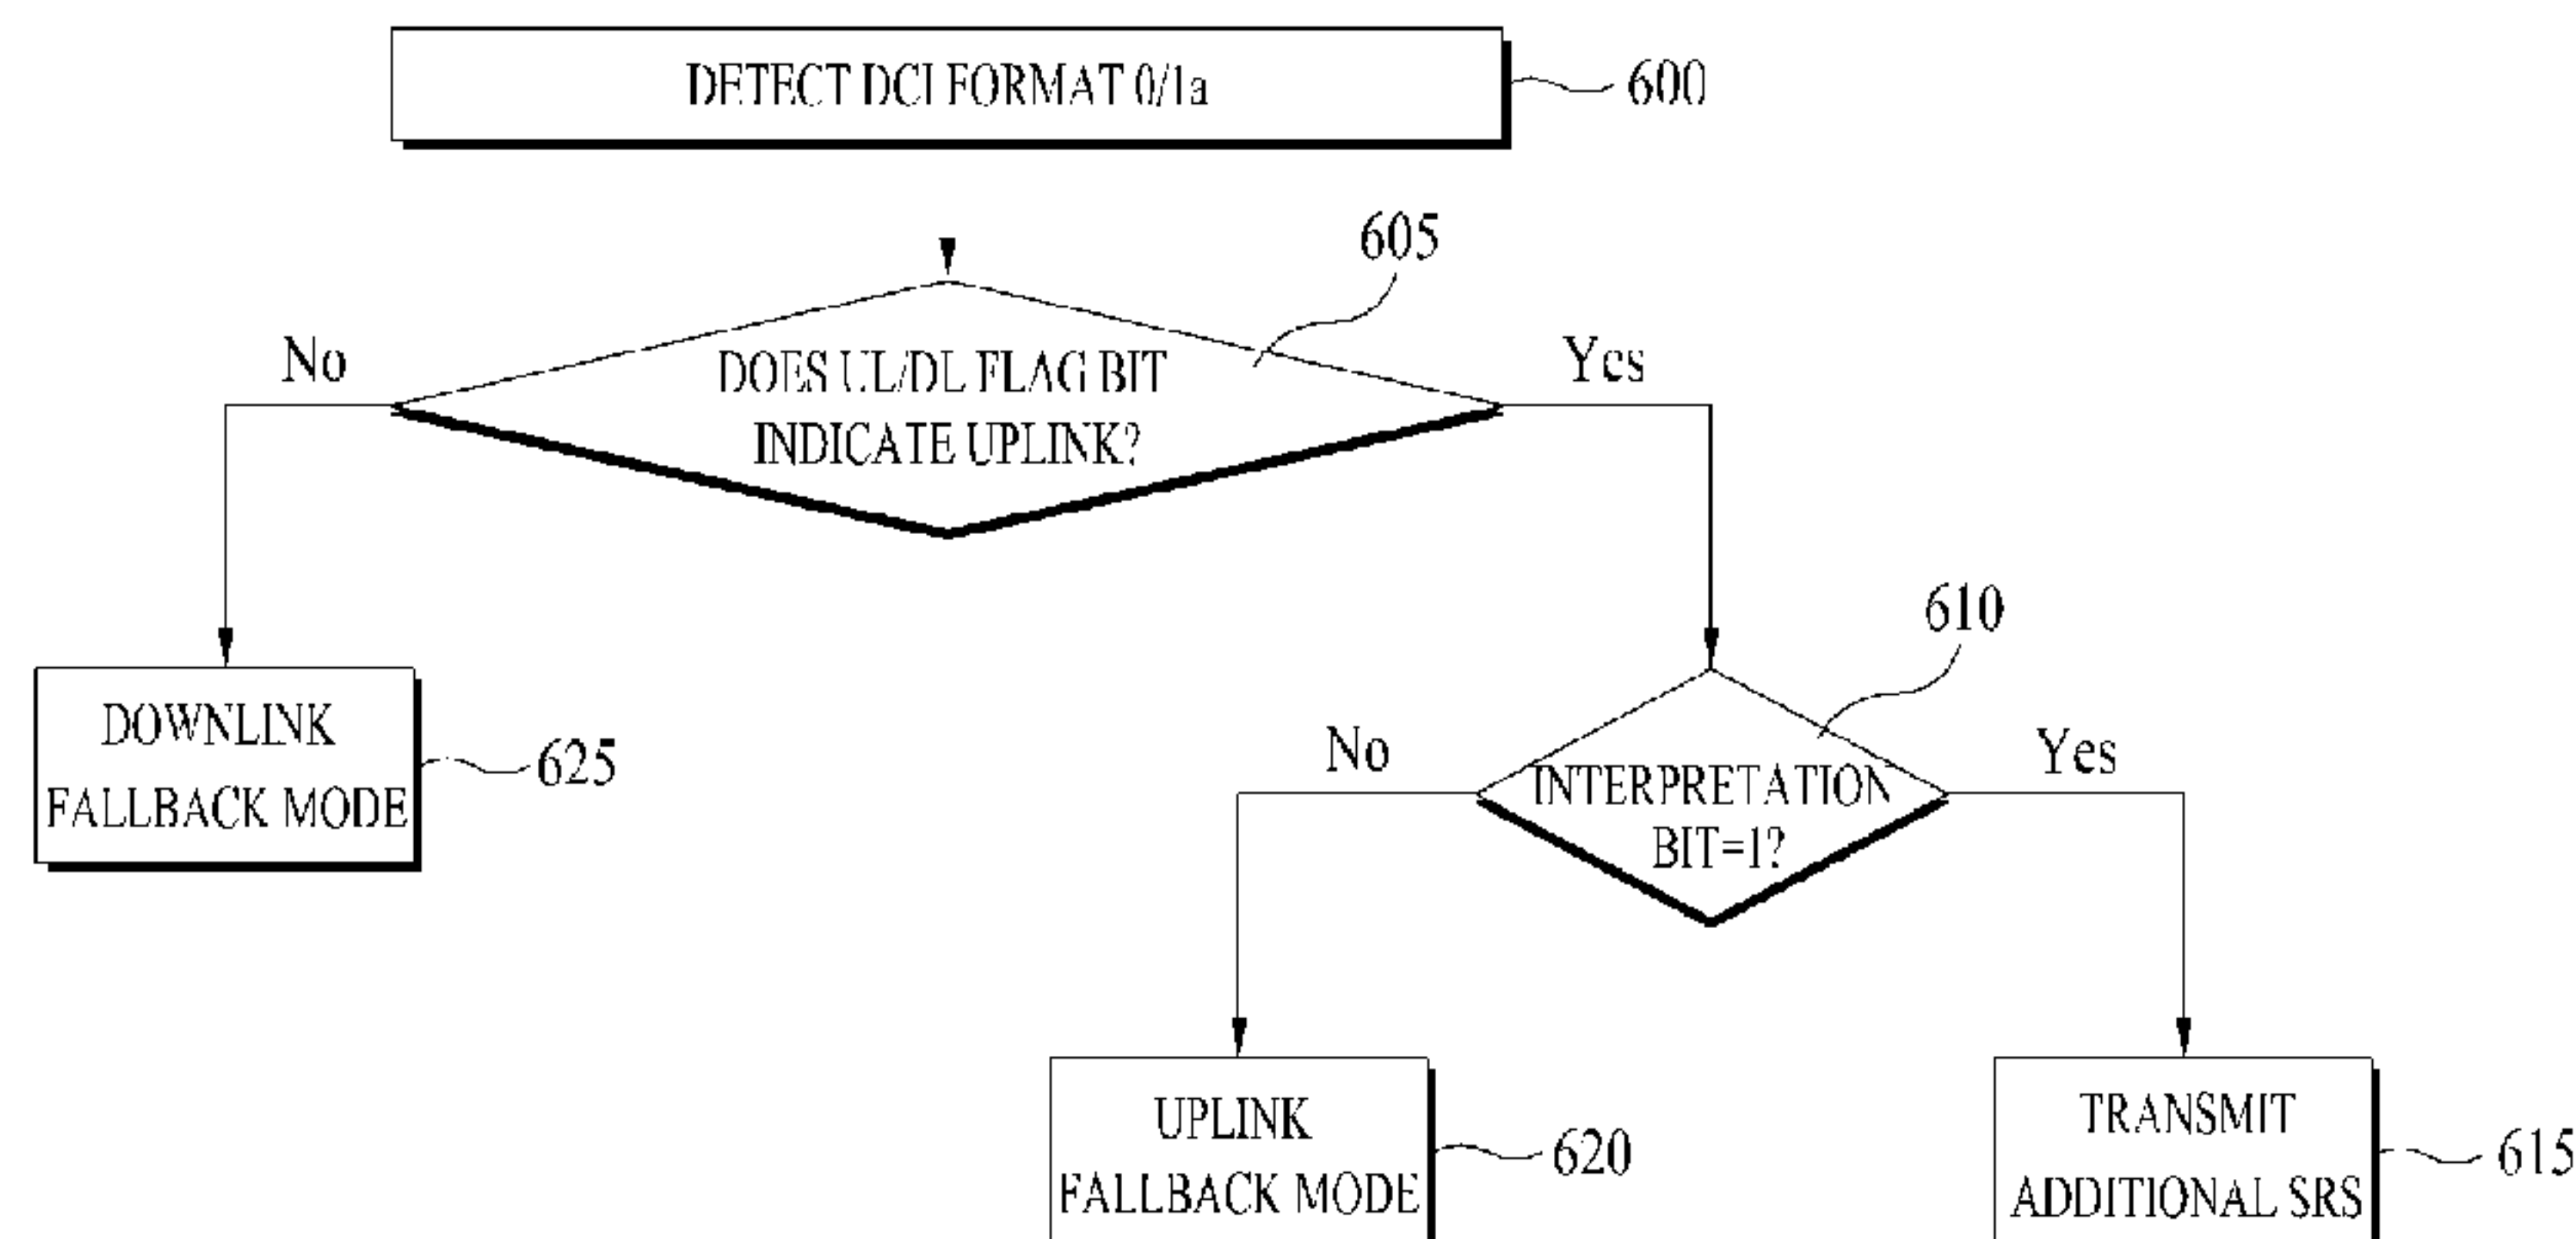 DETECT DCI FORMAT 0/1a
600
605
No
Yes
DOES UL/DL FLAG BIT
INDICATE UPLINK?
610
DOWNLINK
FALLBACK MODE
625
No
Yes
INTERPRETATION
BIT=1?
UPLINK
FALLBACK MODE
620
TRANSMIT
ADDITIONAL SRS
615